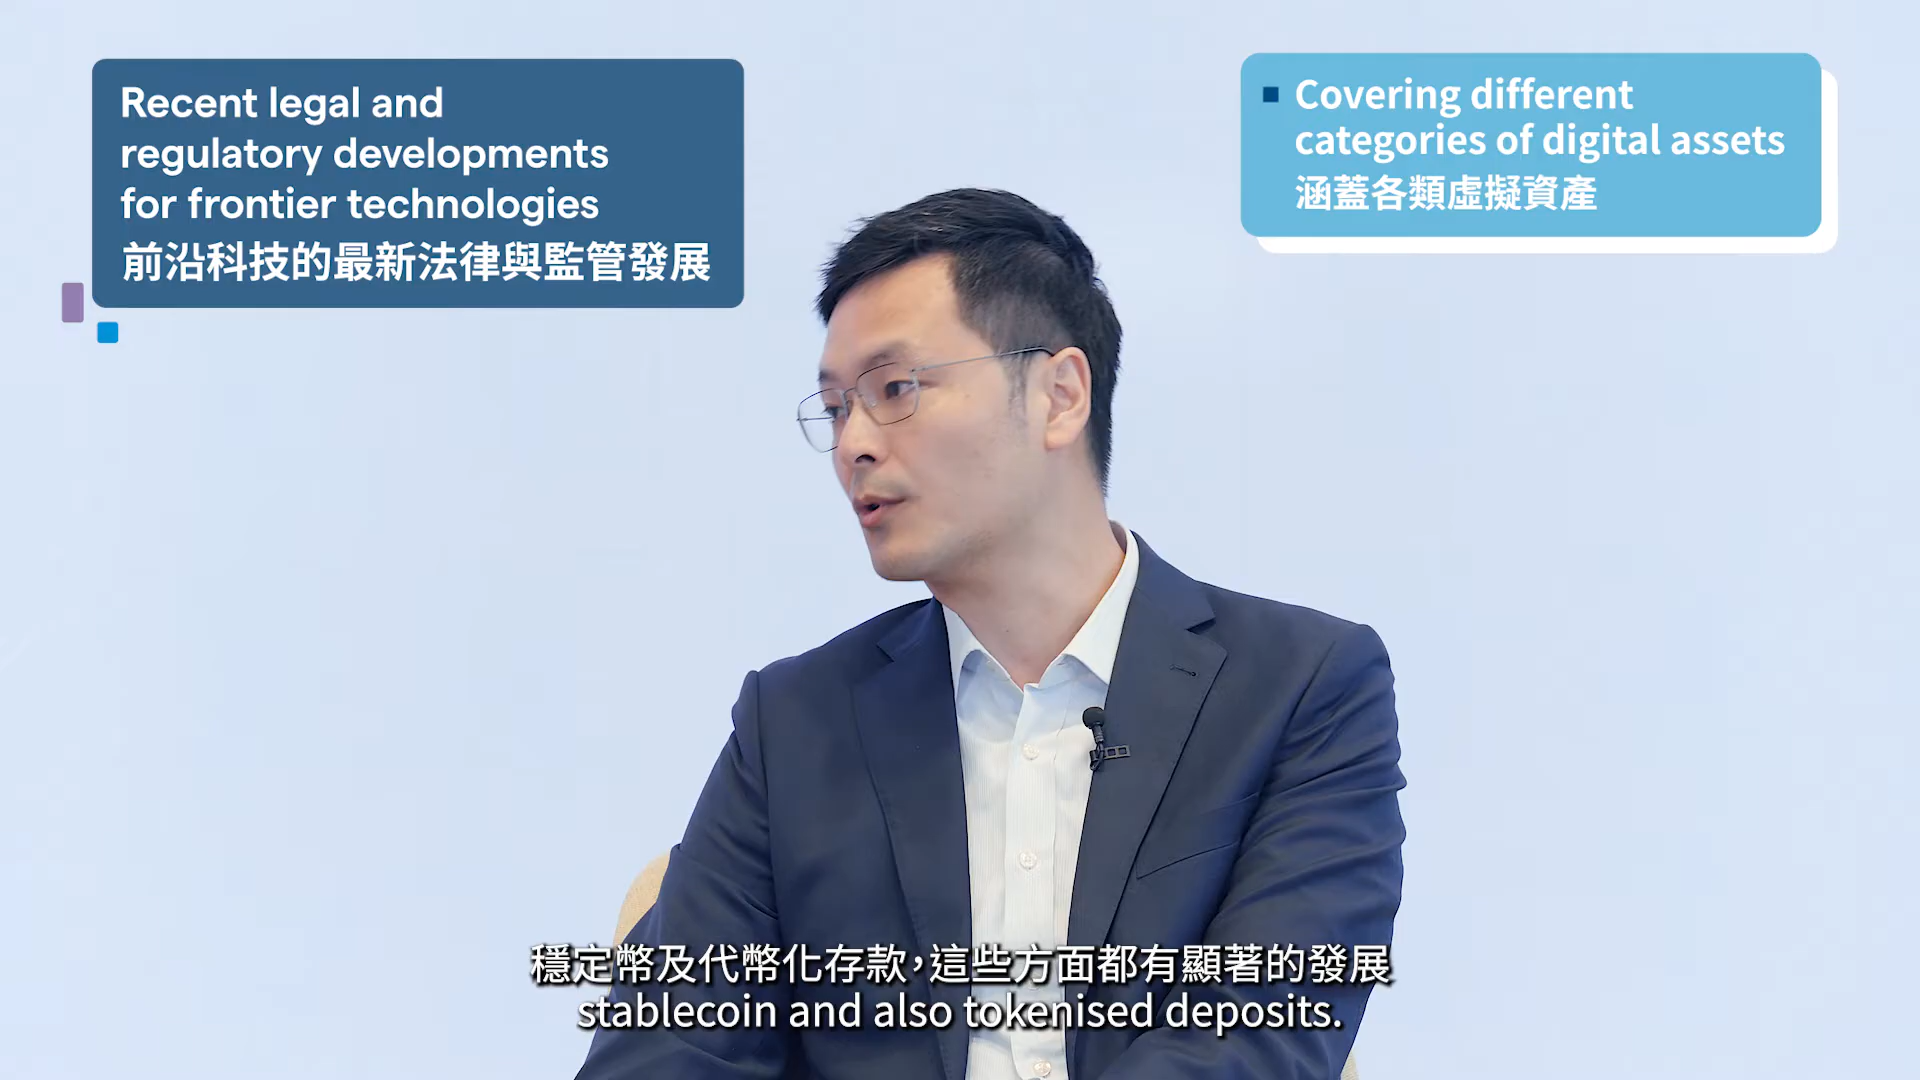 Recent legal and
regulatory developments
for frontier technologies
前沿科技的最新法律與監管發展
Covering different
categories of digital assets
涵蓋各類虛擬資產
穩定幣及代幣化存款，這些方面都有顯著的發展
stablecoin and also tokenised deposits.